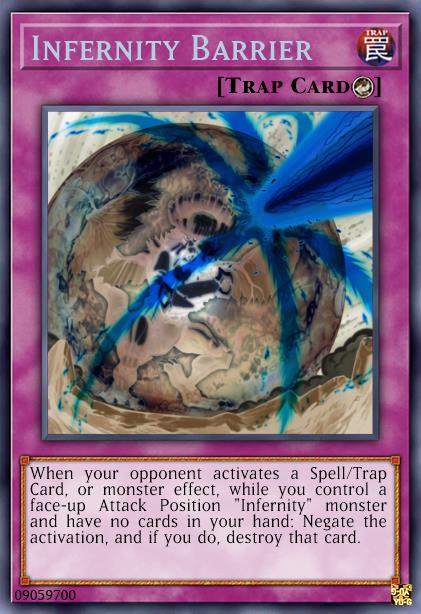 Infernity Barrier
TRAP
罠
[Trap Card]
When your opponent activates a Spell/Trap
Card, or monster effect, while you control a
face-up Attack Position "Infernity" monster
and have no cards in your hand: Negate the
activation, and if you do, destroy that card.
09059700